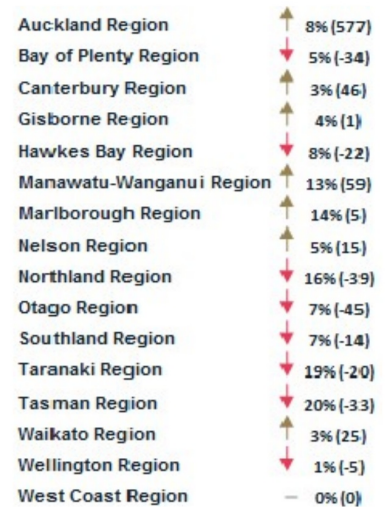 Auckland Region 8% (577)
Bay of Plenty Region 5% (-34)
Canterbury Region 3% (46)
Gisborne Region 4% (1)
Hawkes Bay Region 8% (-22)
Manawatu-Wanganui Region 13% (59)
Marlborough Region 14% (5)
Nelson Region 5% (15)
Northland Region 16% (-39)
Otago Region 7% (-45)
Southland Region 7% (-14)
Taranaki Region 19% (-20)
Tasman Region 20% (-33)
Waikato Region 3% (25)
Wellington Region 1% (-5)
West Coast Region – 0% (0)